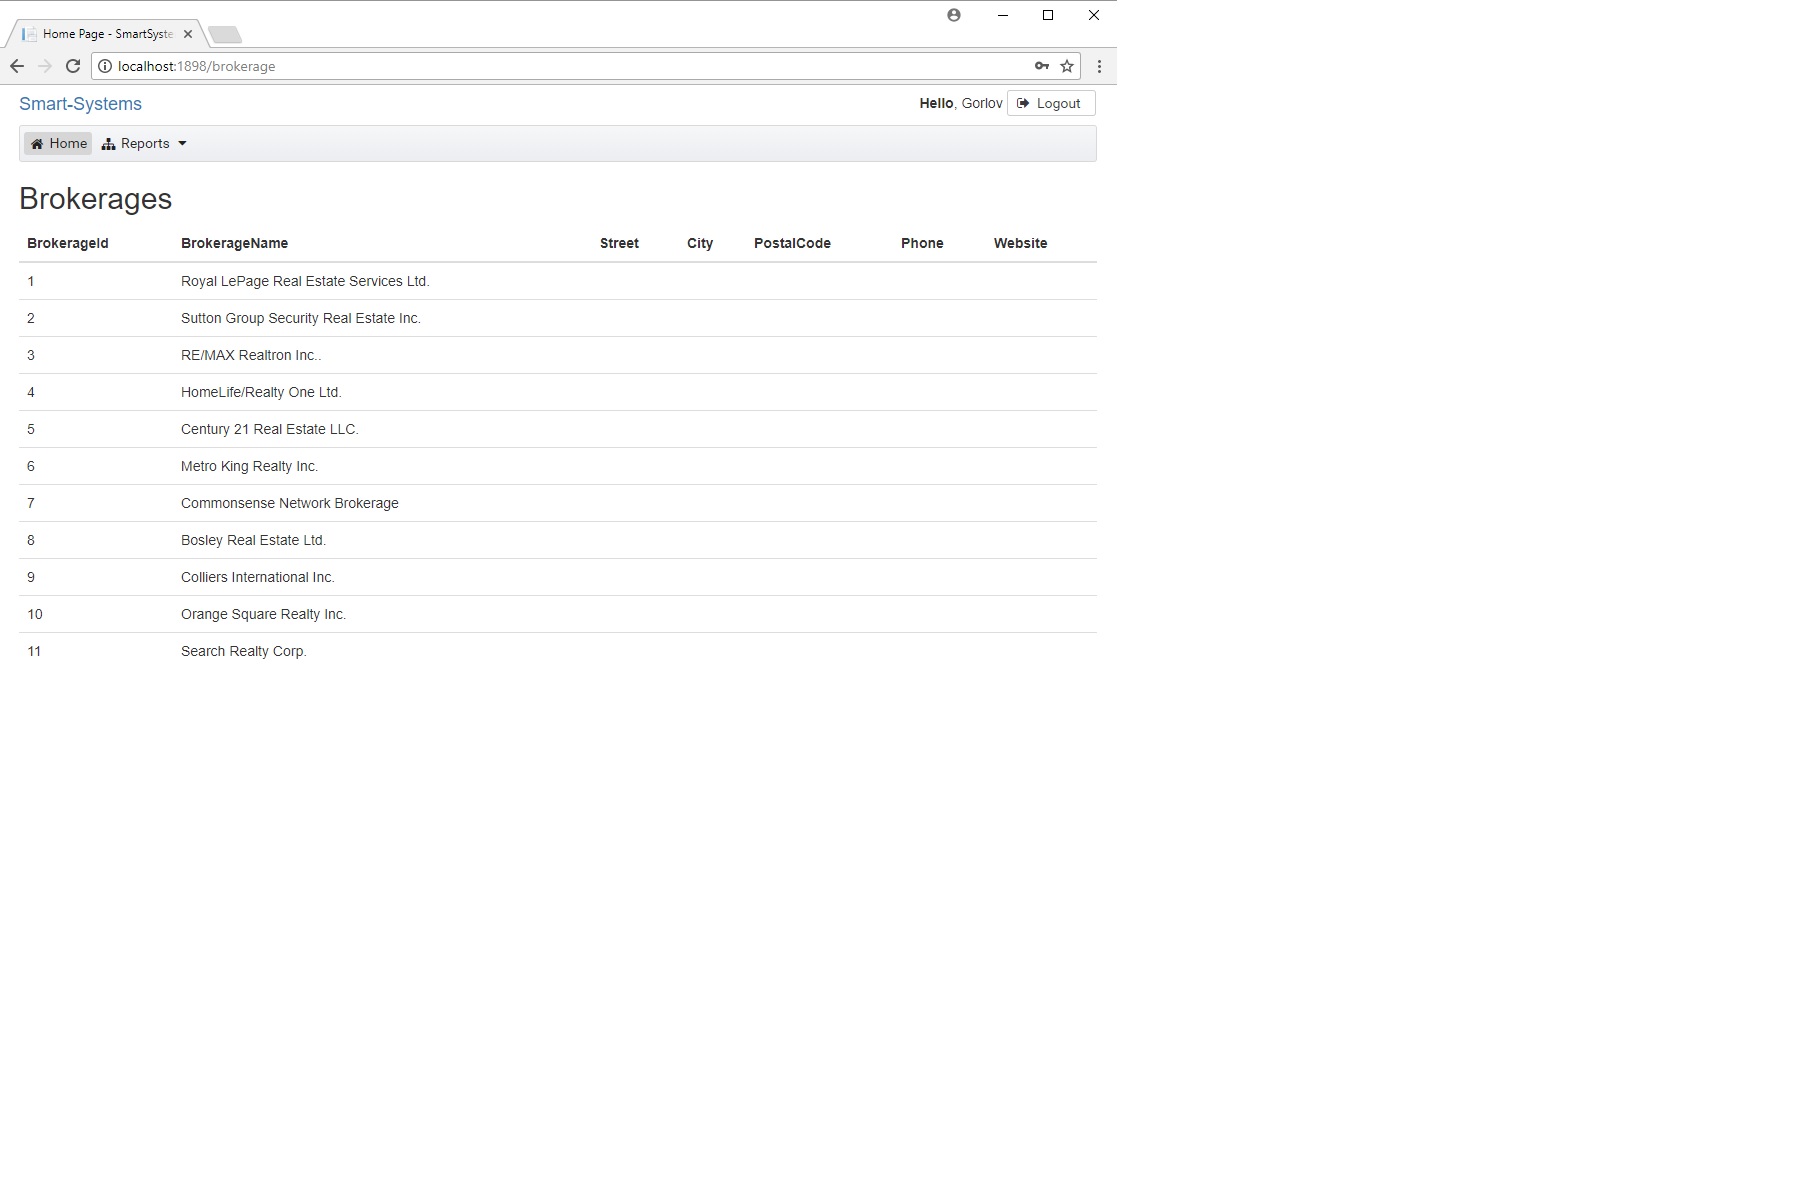 Home Page - SmartSyste
localhost:1898/brokerage
Smart-Systems
Hello, Gorlov Logout
Home Reports
Brokerages
BrokerageId BrokerageName Street City PostalCode Phone Website
1 Royal LePage Real Estate Services Ltd.
2 Sutton Group Security Real Estate Inc.
3 RE/MAX Realtron Inc..
4 HomeLife/Realty One Ltd.
5 Century 21 Real Estate LLC.
6 Metro King Realty Inc.
7 Commonsense Network Brokerage
8 Bosley Real Estate Ltd.
9 Colliers International Inc.
10 Orange Square Realty Inc.
11 Search Realty Corp.